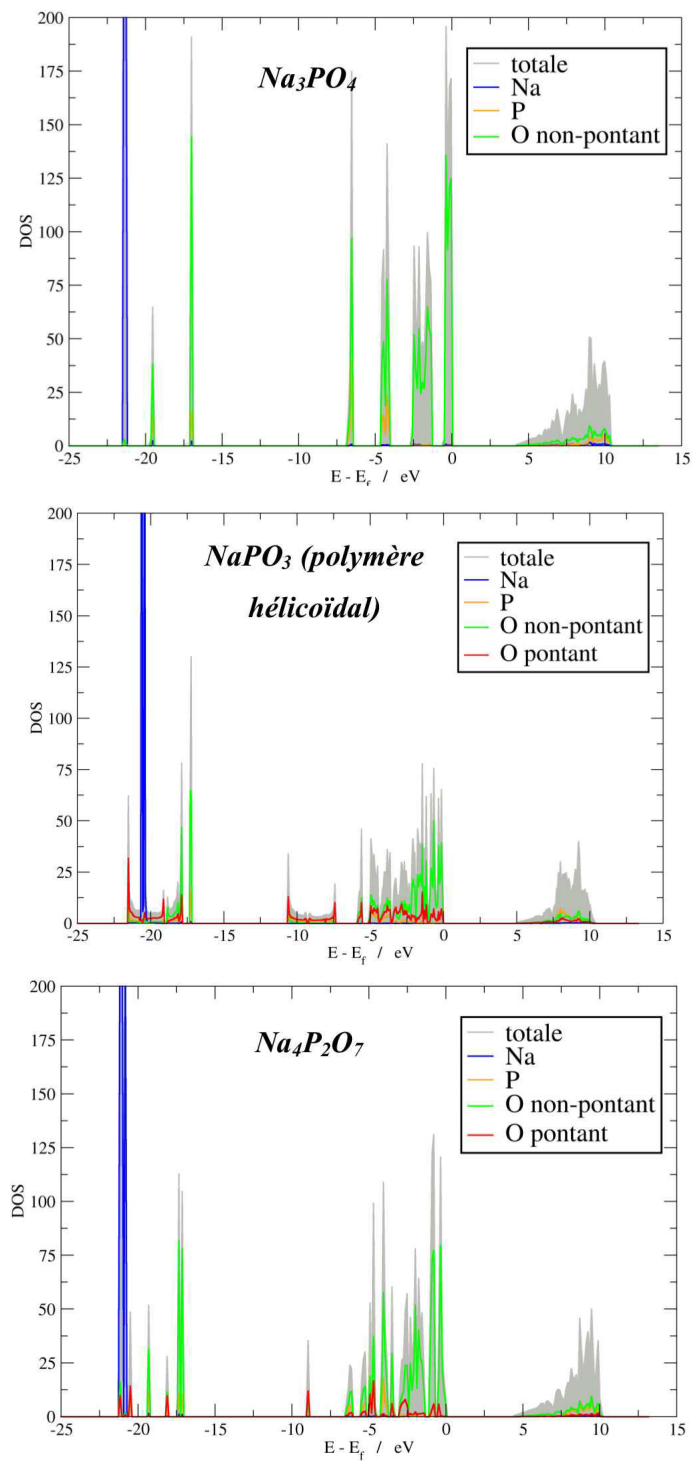 200
175
150
125
100
75
50
25
0
DOS
Na₃PO₄
totale
Na
P
O non-pontant
-25 -20 -15 -10 -5 0 5 10 15
E - E_f / eV
200
175
150
125
100
75
50
25
0
DOS
NaPO₃ (polymère
hélicoïdal)
totale
Na
P
O non-pontant
O pontant
-25 -20 -15 -10 -5 0 5 10 15
E - E_f / eV
200
175
150
125
100
75
50
25
0
DOS
Na₄P₂O₇
totale
Na
P
O non-pontant
O pontant
-25 -20 -15 -10 -5 0 5 10 15
E - E_f / eV